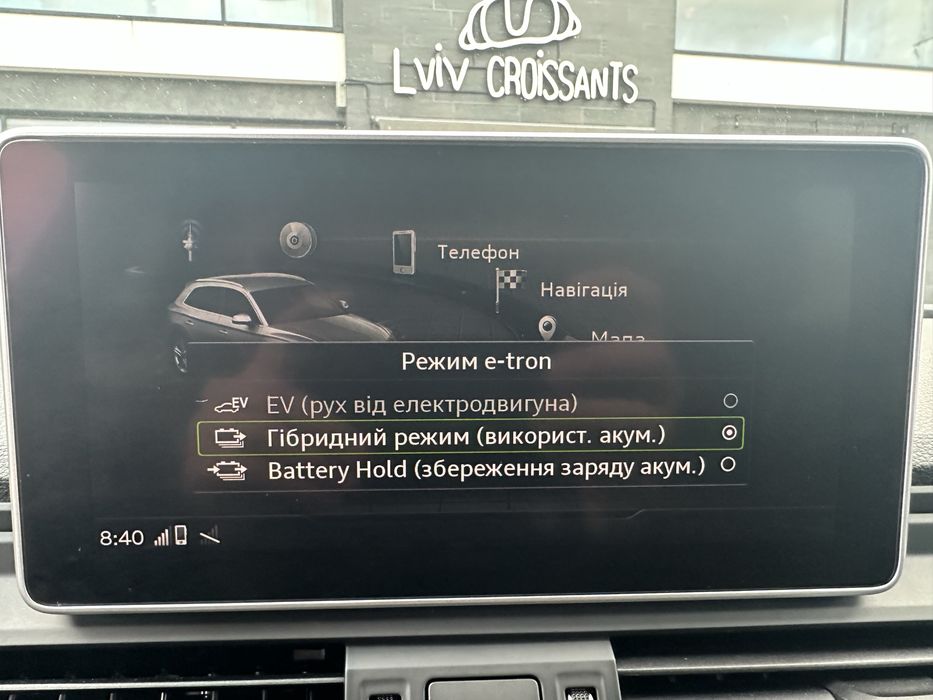 Lviv CROISSANTS
Телефон
Навігація
Мапа
Режим e-tron
EV EV (рух від електродвигуна)
Гібридний режим (використ. акум.)
Battery Hold (збереження заряду акум.)
8:40